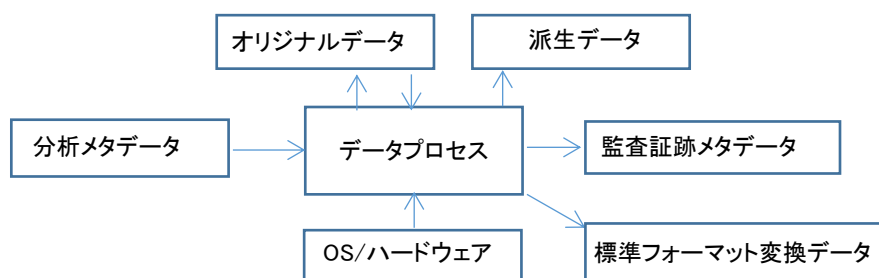 オリジナルデータ
派生データ
分析メタデータ
データプロセス
監査証跡メタデータ
OS/ハードウェア
標準フォーマット変換データ